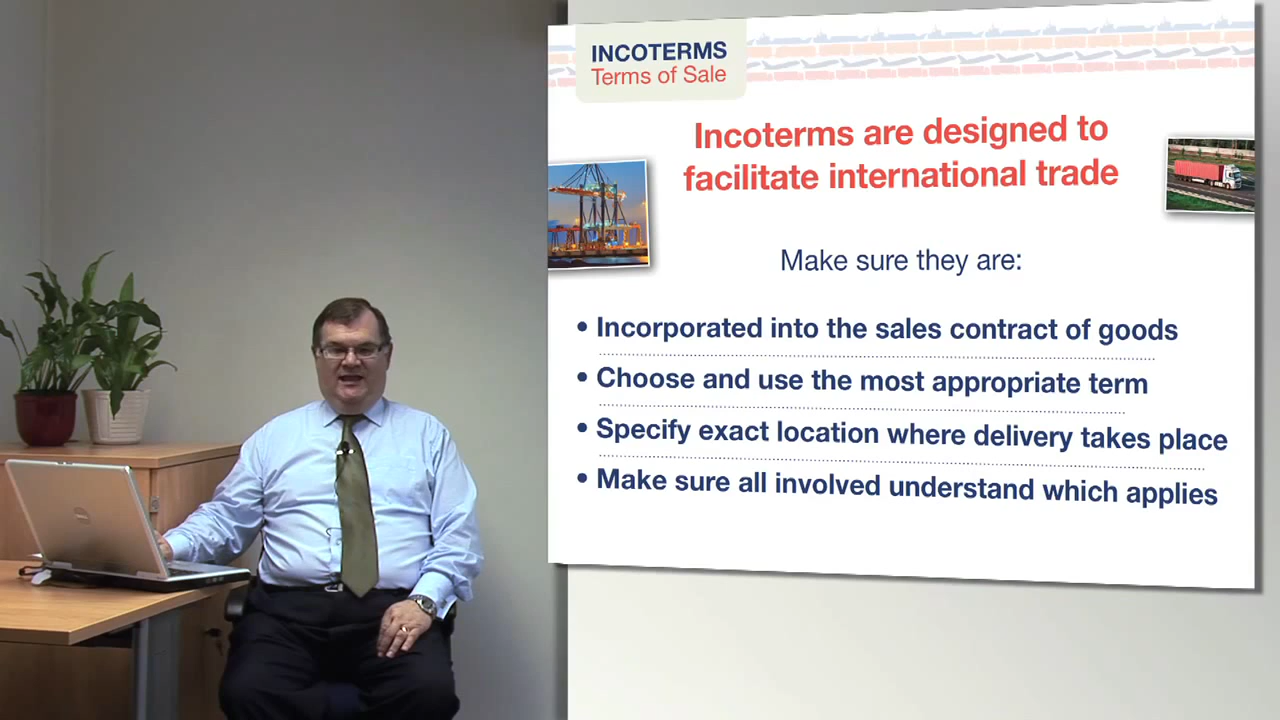 INCOTERMS
Terms of Sale
Incoterms are designed to
facilitate international trade
Make sure they are:
• Incorporated into the sales contract of goods
• Choose and use the most appropriate term
• Specify exact location where delivery takes place
• Make sure all involved understand which applies